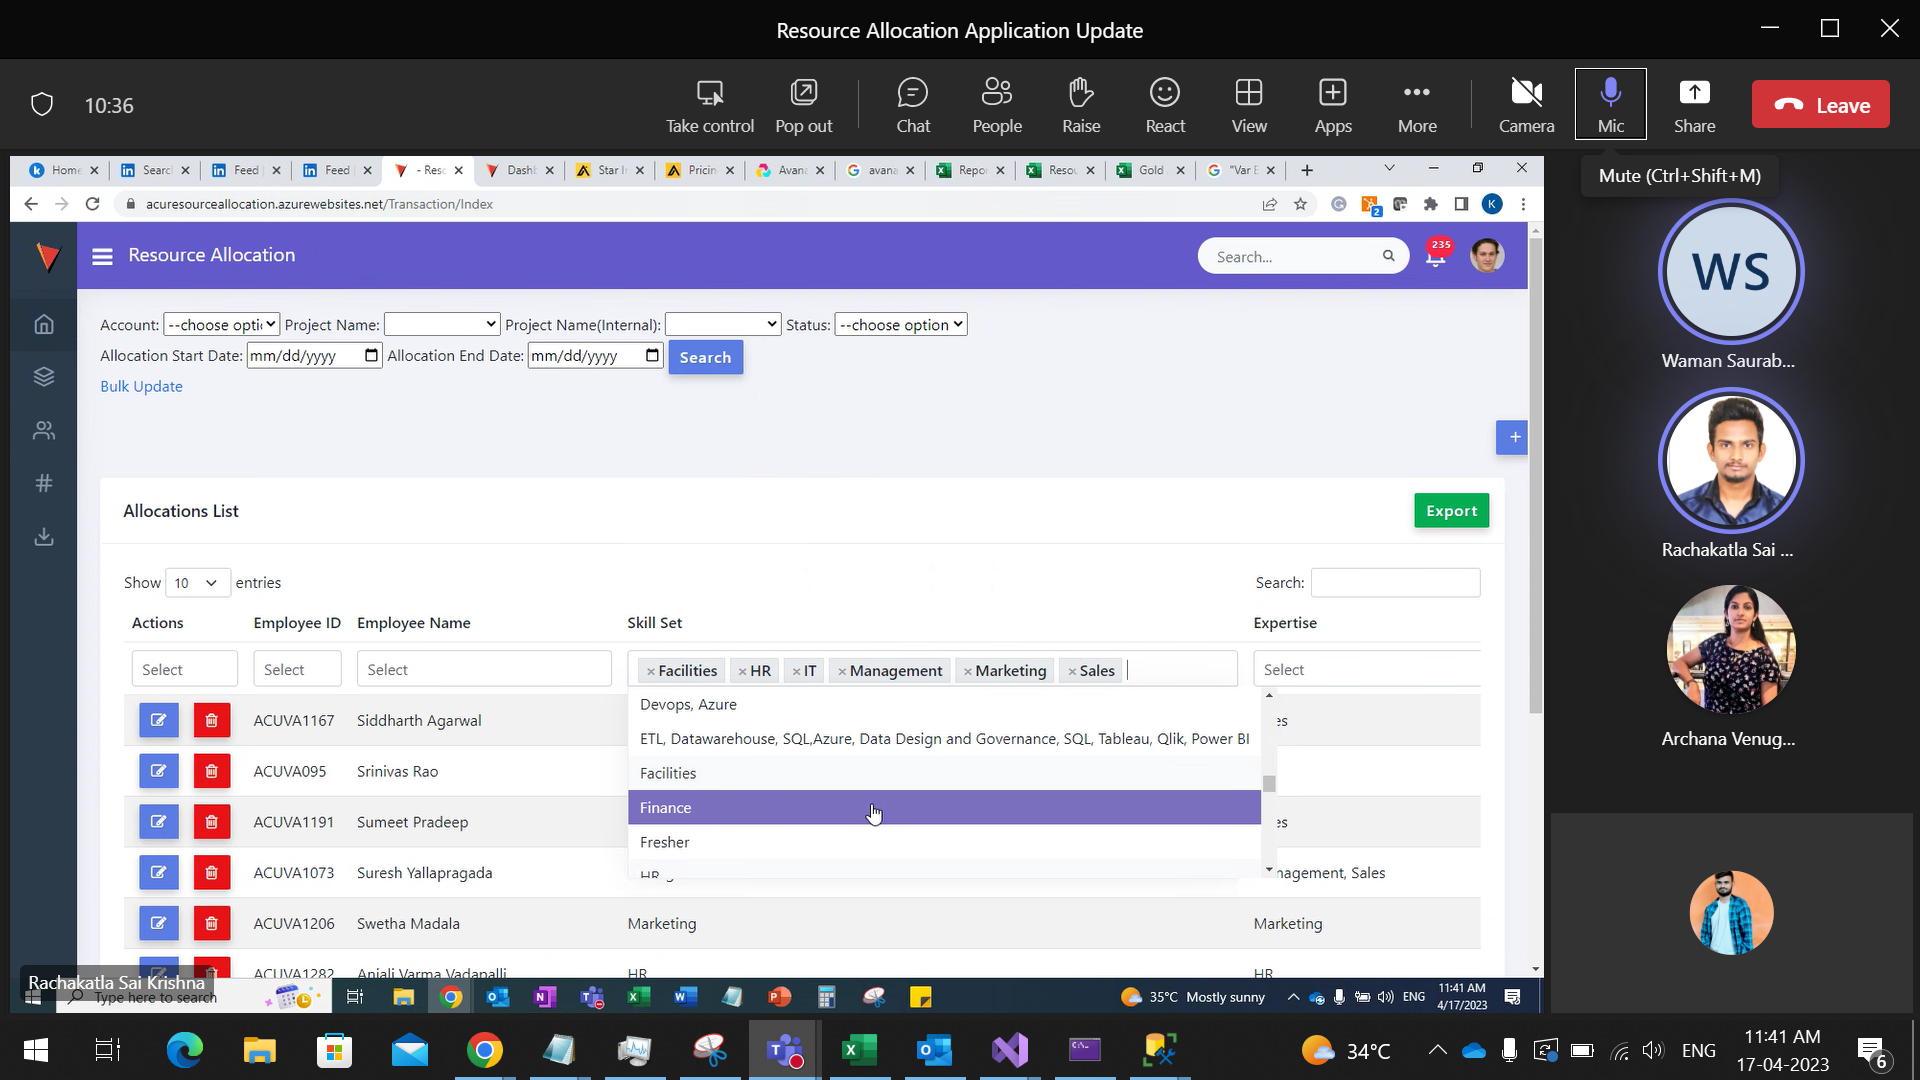 Resource Allocation Application Update
10:36
Take control Pop out Chat People Raise React View Apps More Camera Mic Share Leave
Mute (Ctrl+Shift+M)
Home Search Feed Feed - Reso Dashb Star In Pricin Avana avana Repo Resou Gold "Var E
acuresourceallocation.azurewebsites.net/Transaction/Index
2 K
Resource Allocation Search... 235
Account: --choose opti Project Name: Project Name(Internal): Status: --choose option
Allocation Start Date: mm/dd/yyyy Allocation End Date: mm/dd/yyyy Search
Bulk Update
+
Allocations List Export
Show 10 entries Search:
Actions Employee ID Employee Name Skill Set Expertise
Select Select Select × Facilities × HR × IT × Management × Marketing × Sales Select
Devops, Azure
ACUVA1167 Siddharth Agarwal es
ETL, Datawarehouse, SQL,Azure, Data Design and Governance, SQL, Tableau, Qlik, Power BI
ACUVA095 Srinivas Rao
Facilities
Finance
ACUVA1191 Sumeet Pradeep es
Fresher
ACUVA1073 Suresh Yallapragada nagement, Sales
HR
ACUVA1206 Swetha Madala Marketing Marketing
ACUVA1282 Anjali Varma Vadapalli HR HR
Rachakatla Sai Krishna
Type here to search 35°C Mostly sunny ENG 11:41 AM
4/17/2023
WS
Waman Saurab...
Rachakatla Sai ...
Archana Venug...
34°C ENG 11:41 AM
17-04-2023
6